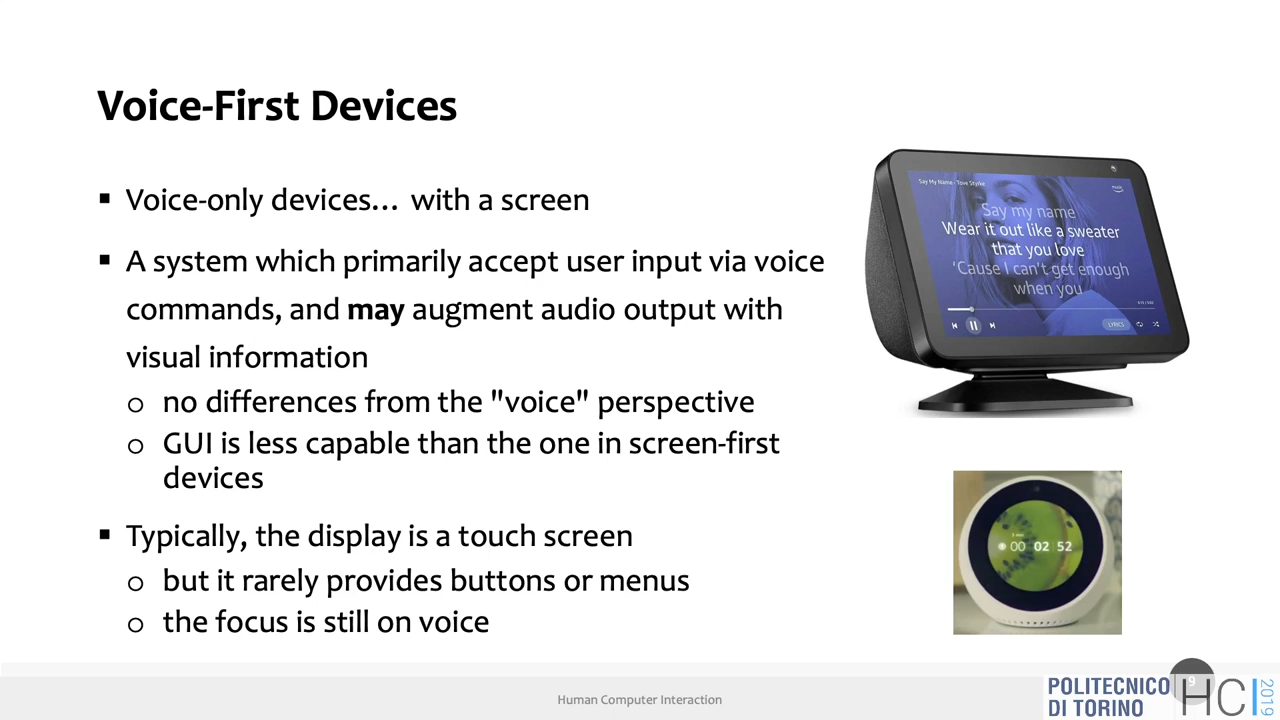 Voice-First Devices
▪ Voice-only devices… with a screen
▪ A system which primarily accept user input via voice
commands, and may augment audio output with
visual information
o no differences from the "voice" perspective
o GUI is less capable than the one in screen-first
devices
▪ Typically, the display is a touch screen
o but it rarely provides buttons or menus
o the focus is still on voice
Say My Name - Tove Styrke
Say my name
Wear it out like a sweater
that you love
'Cause I can't get enough
when you
LYRICS
00 02 52
Human Computer Interaction
9
POLITECNICO
DI TORINO
HCI
2019